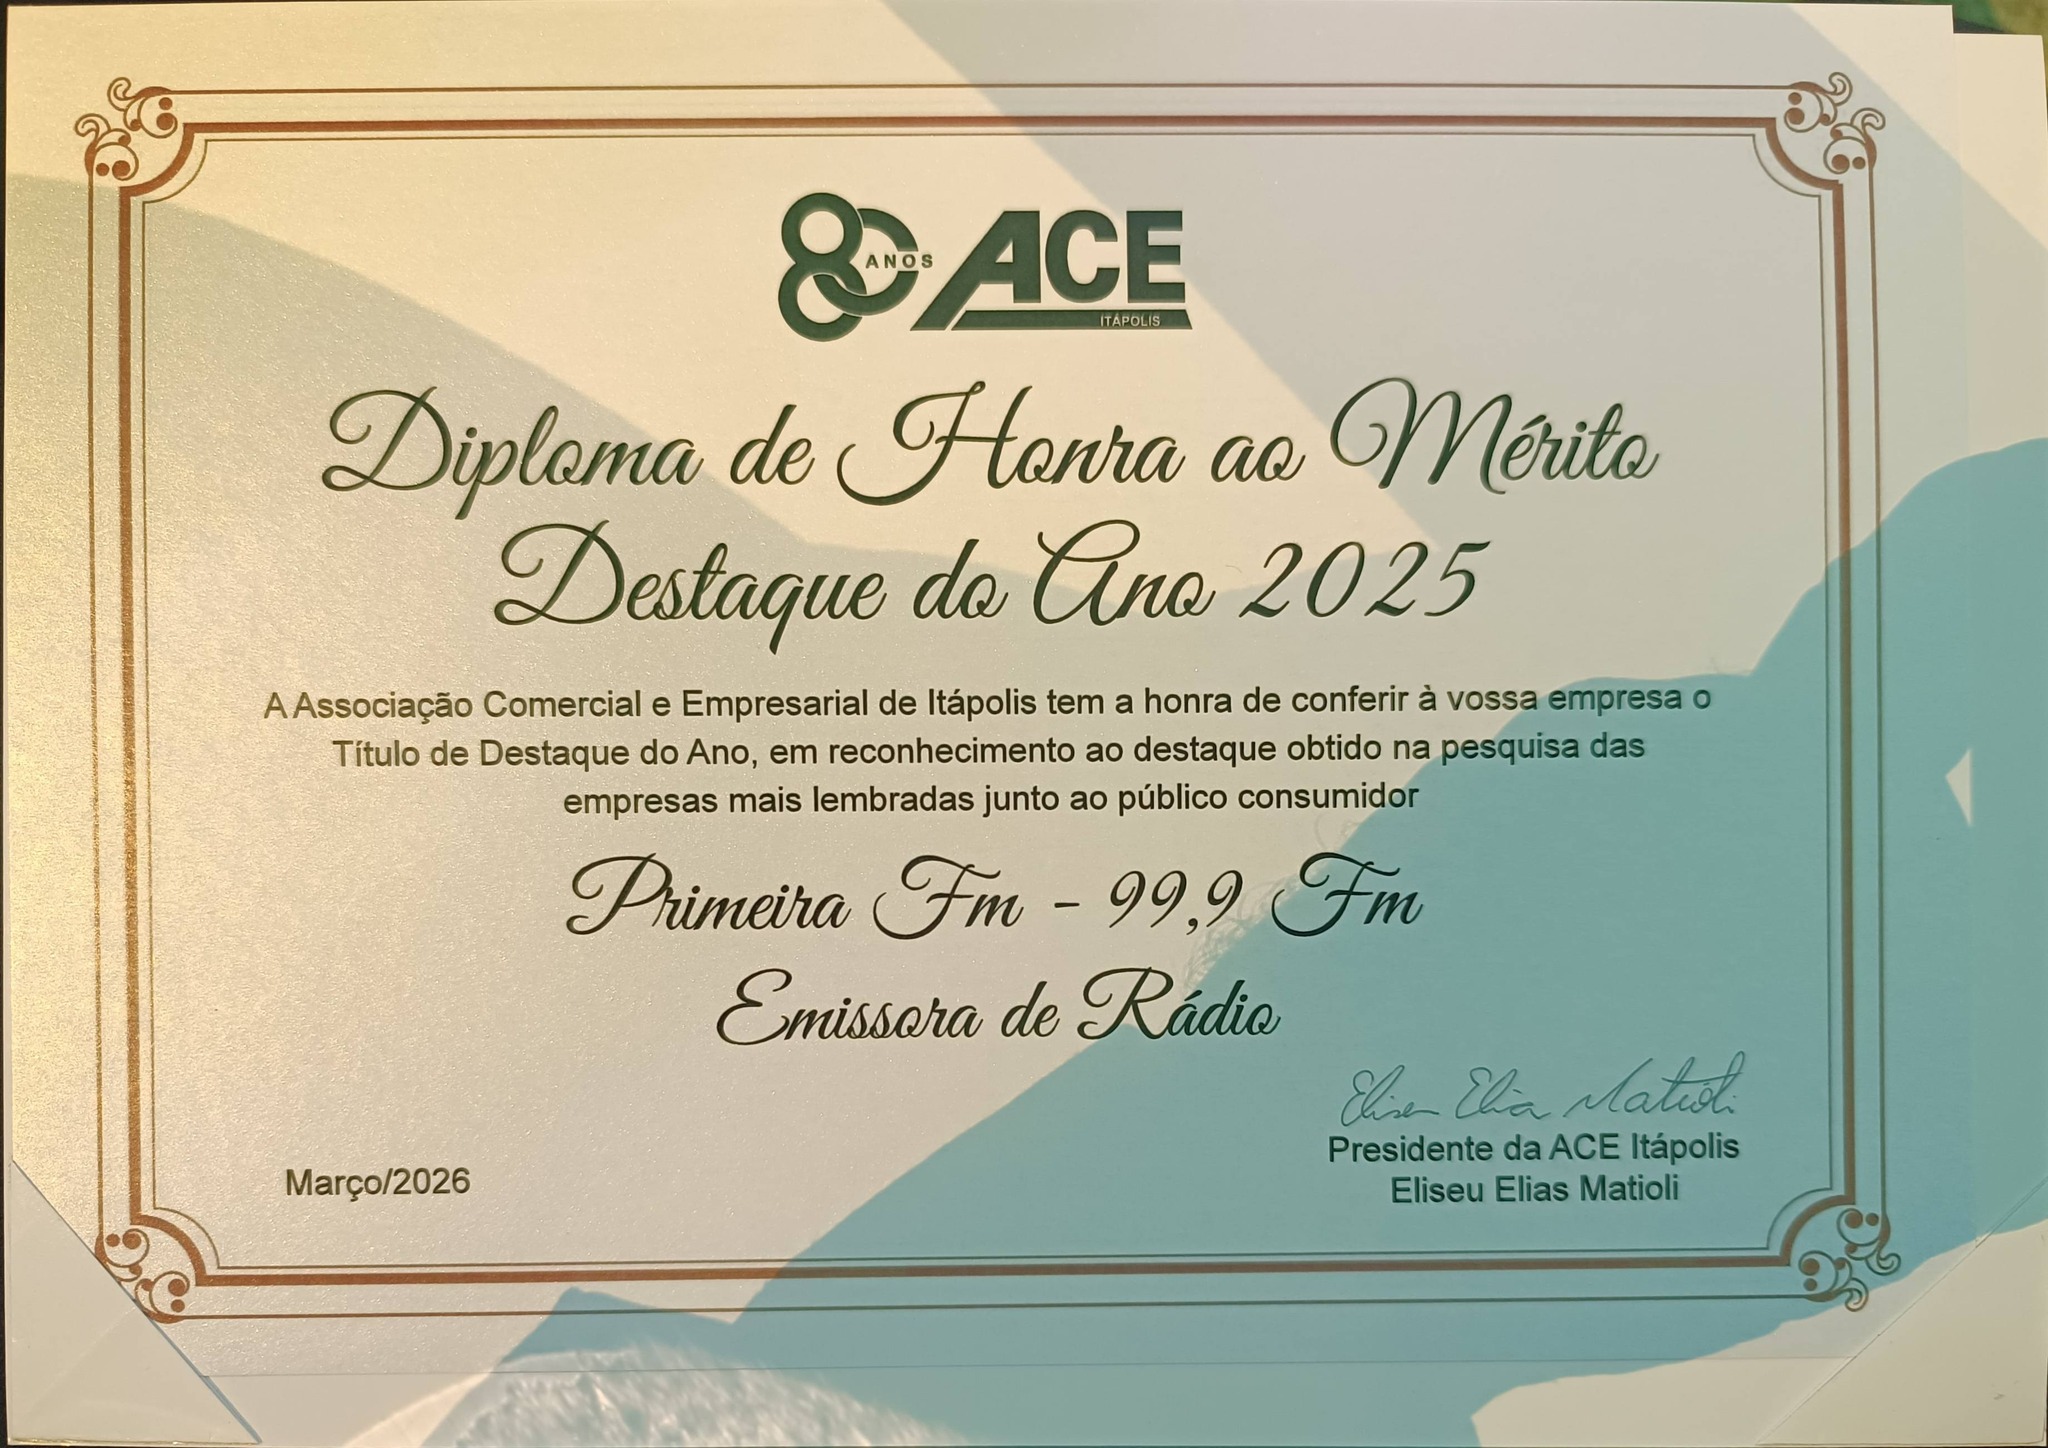 80 ANOS ACE
ITÁPOLIS
Diploma de Honra ao Mérito
Destaque do Ano 2025
A Associação Comercial e Empresarial de Itápolis tem a honra de conferir à vossa empresa o
Título de Destaque do Ano, em reconhecimento ao destaque obtido na pesquisa das
empresas mais lembradas junto ao público consumidor
Primeira Fm - 99,9 Fm
Emissora de Rádio
Eliseu Elias Matioli
Presidente da ACE Itápolis
Eliseu Elias Matioli
Março/2026